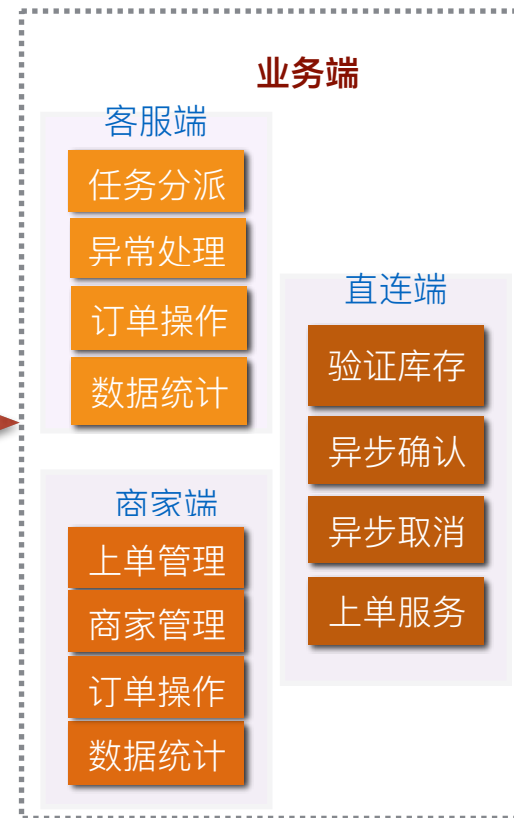 业务端
客服端
任务分派
异常处理
订单操作
数据统计
商家端
上单管理
商家管理
订单操作
数据统计
直连端
验证库存
异步确认
异步取消
上单服务